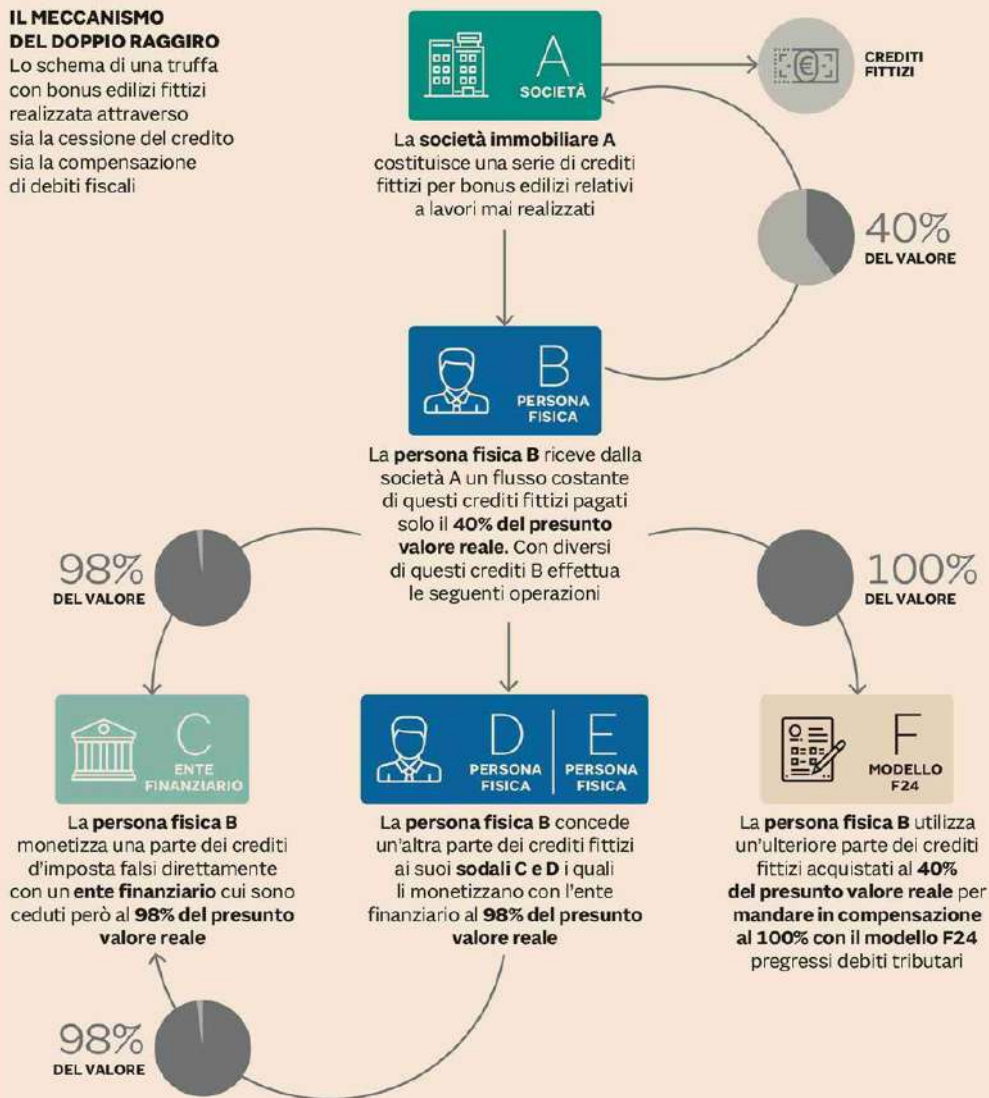 IL MECCANISMO
DEL DOPPIO RAGGIRO
Lo schema di una truffa
con bonus edilizi fittizi
realizzata attraverso
sia la cessione del credito
sia la compensazione
di debiti fiscali
A
SOCIETÀ
CREDITI
FITTIZI
La società immobiliare A
costituisce una serie di crediti
fittizi per bonus edilizi relativi
a lavori mai realizzati
40%
DEL VALORE
B
PERSONA
FISICA
La persona fisica B riceve dalla
società A un flusso costante
di questi crediti fittizi pagati
solo il 40% del presunto
valore reale. Con diversi
di questi crediti B effettua
le seguenti operazioni
98%
DEL VALORE
100%
DEL VALORE
C
ENTE
FINANZIARIO
La persona fisica B
monetizza una parte dei crediti
d'imposta falsi direttamente
con un ente finanziario cui sono
ceduti però al 98% del presunto
valore reale
D
PERSONA
FISICA
E
PERSONA
FISICA
La persona fisica B concede
un'altra parte dei crediti fittizi
ai suoi sodali C e D i quali
li monetizzano con l'ente
finanziario al 98% del presunto
valore reale
F
MODELLO
F24
La persona fisica B utilizza
un'ulteriore parte dei crediti
fittizi acquistati al 40%
del presunto valore reale per
mandare in compensazione
al 100% con il modello F24
pregressi debiti tributari
98%
DEL VALORE